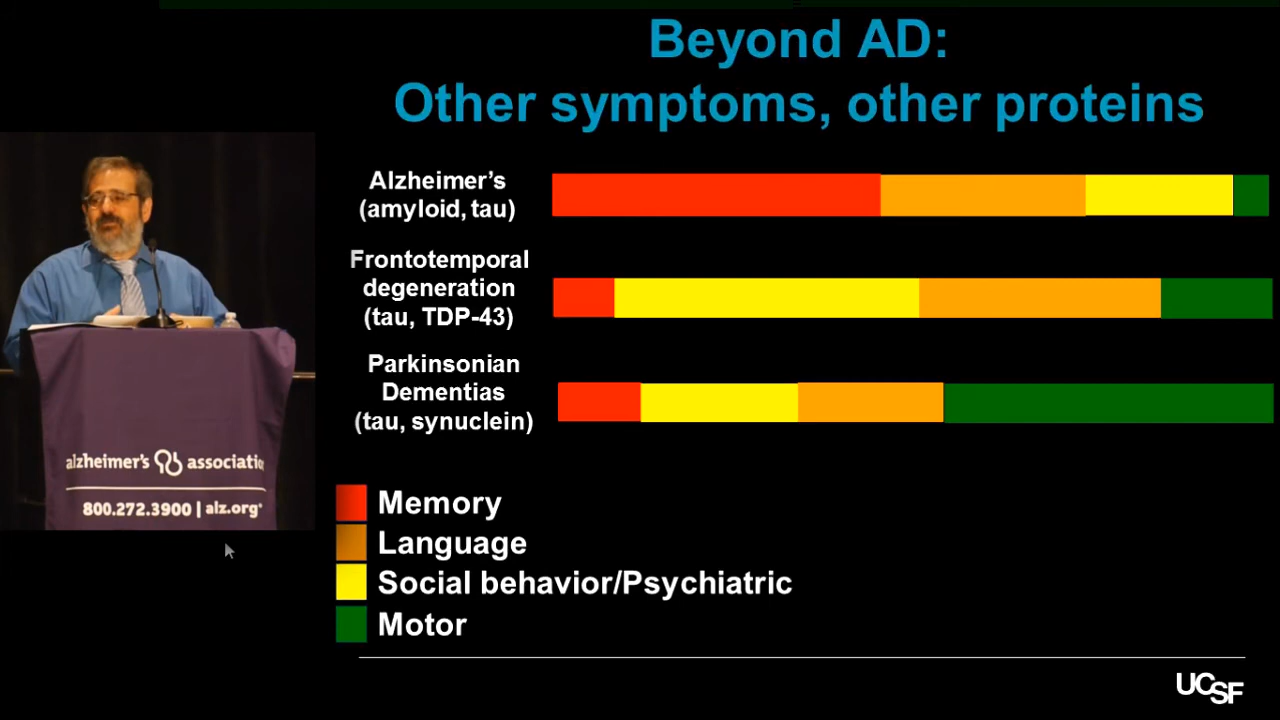 Beyond AD:
Other symptoms, other proteins
Alzheimer's
(amyloid, tau)
Frontotemporal
degeneration
(tau, TDP-43)
Parkinsonian
Dementias
(tau, synuclein)
Memory
Language
Social behavior/Psychiatric
Motor
alzheimer's associatio
800.272.3900 | alz.org®
UCSF